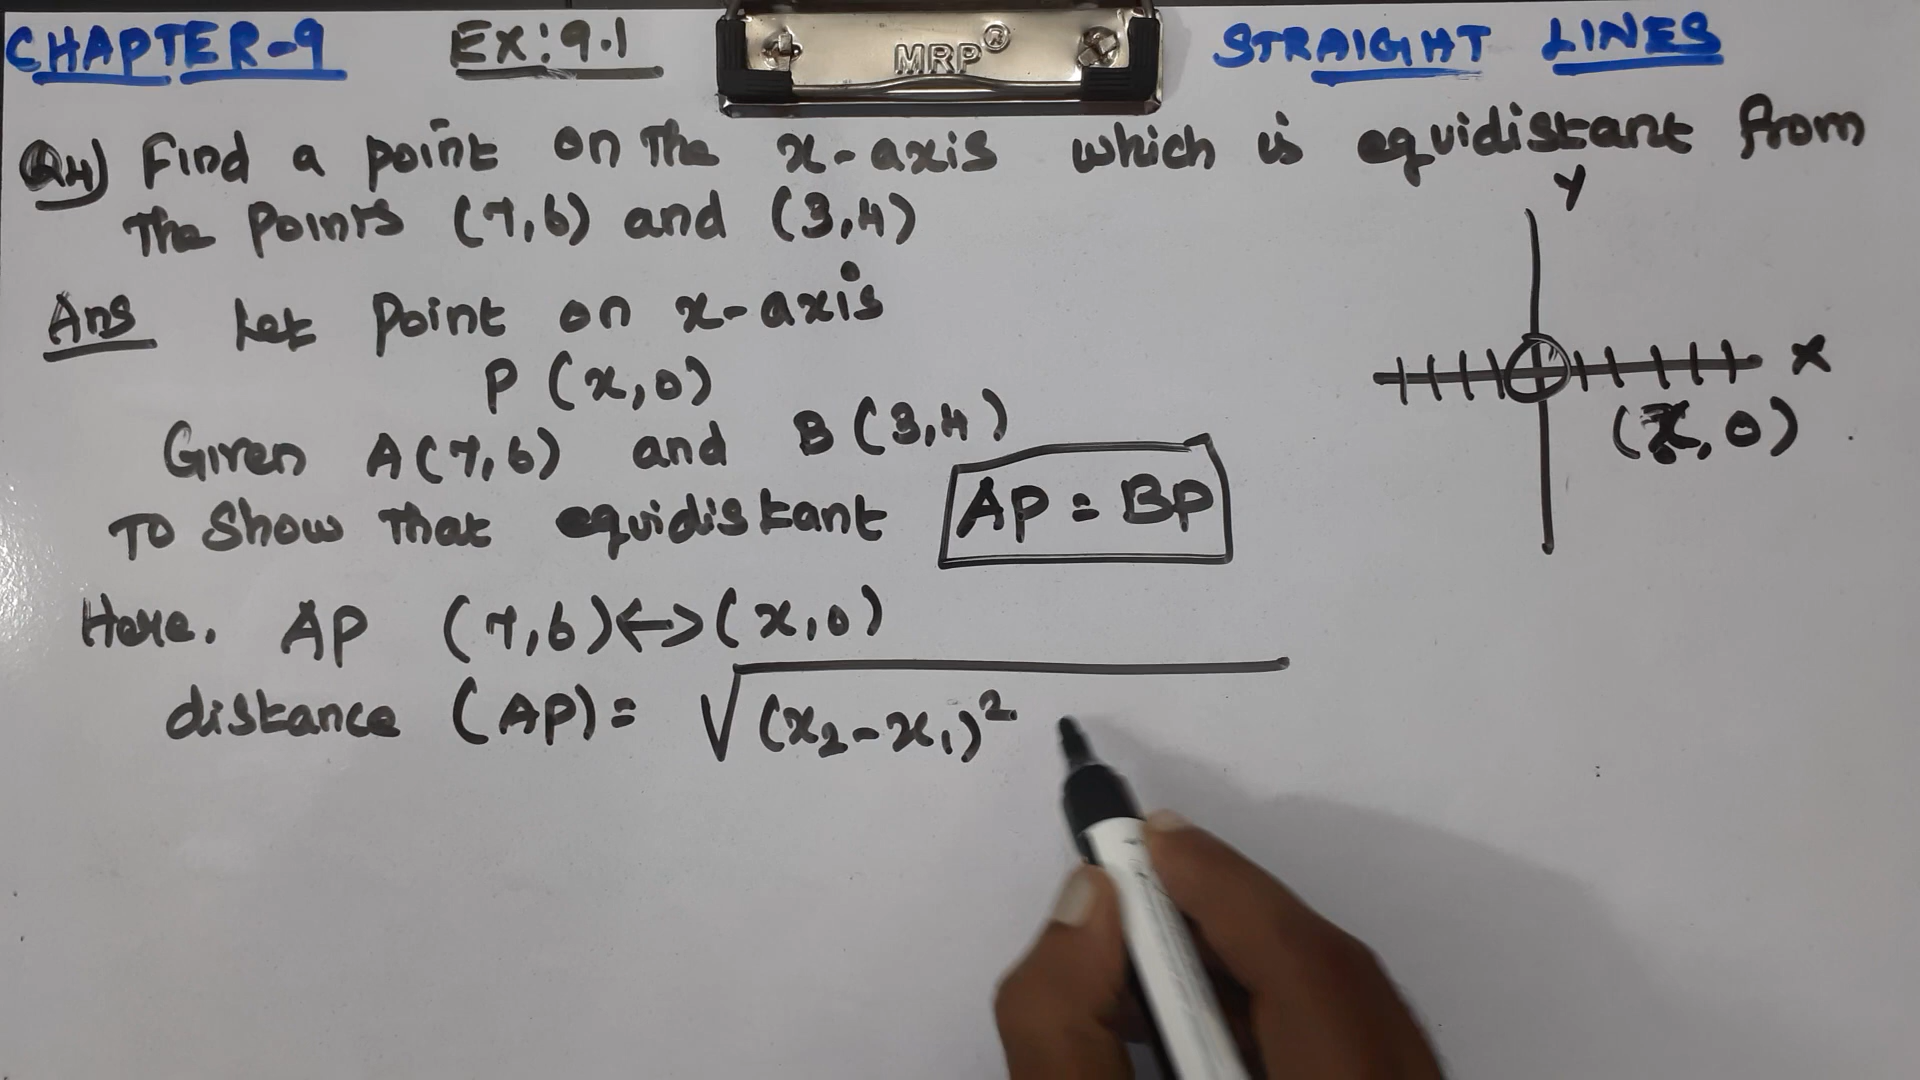 CHAPTER-9 EX:9.1 MRP® STRAIGHT LINES
Q4) Find a point on the x-axis which is equidistant from
the points (7,6) and (3,4)
Y
Ans Let point on x-axis
P (x,0)
X
(x,0)
Given A(7,6) and B(3,4)
To show that equidistant AP = BP
Here. AP (7,6)↔(x,0)
distance (AP)= √(x₂-x₁)²